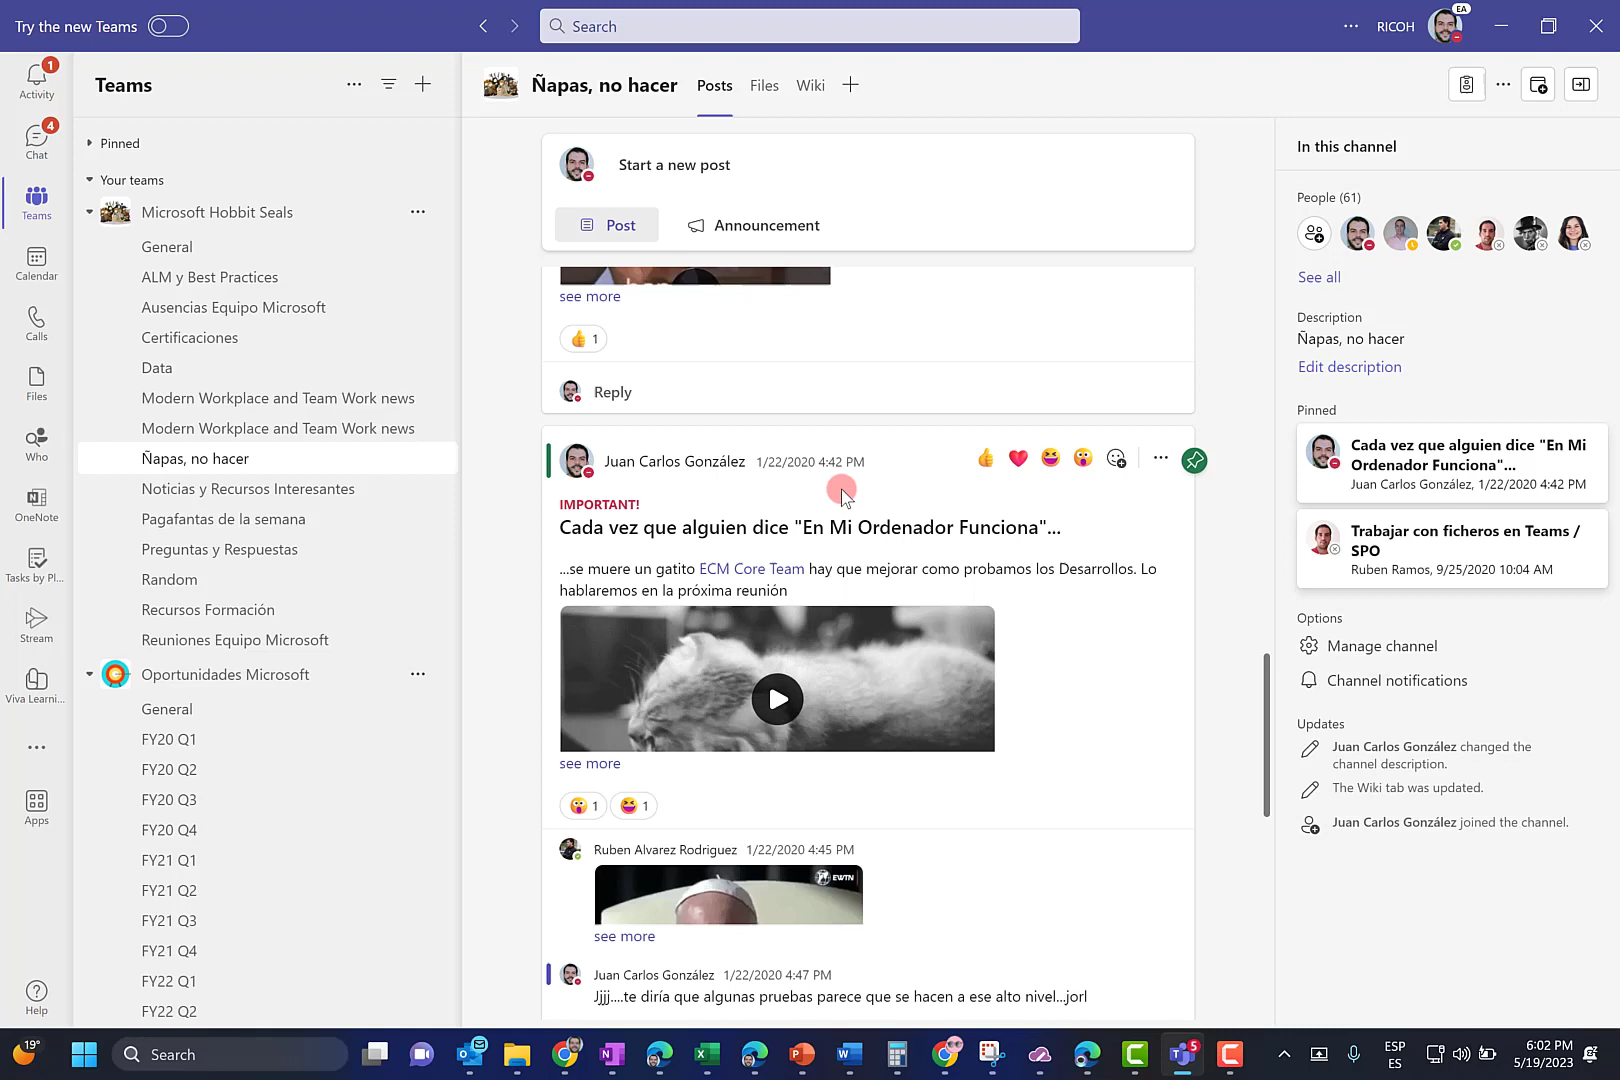 Try the new Teams
Search
RICOH
EA
1
Activity
4
Chat
Teams
Calendar
Calls
Files
Who
OneNote
Tasks by Pl...
Stream
Viva Learni...
Apps
Help
Teams
Pinned
Your teams
Microsoft Hobbit Seals
General
ALM y Best Practices
Ausencias Equipo Microsoft
Certificaciones
Data
Modern Workplace and Team Work news
Modern Workplace and Team Work news
Ñapas, no hacer
Noticias y Recursos Interesantes
Pagafantas de la semana
Preguntas y Respuestas
Random
Recursos Formación
Reuniones Equipo Microsoft
Oportunidades Microsoft
General
FY20 Q1
FY20 Q2
FY20 Q3
FY20 Q4
FY21 Q1
FY21 Q2
FY21 Q3
FY21 Q4
FY22 Q1
FY22 Q2
Ñapas, no hacer Posts Files Wiki
Start a new post
Post Announcement
see more
1
Reply
Juan Carlos González 1/22/2020 4:42 PM
IMPORTANT!
Cada vez que alguien dice "En Mi Ordenador Funciona"...
...se muere un gatito ECM Core Team hay que mejorar como probamos los Desarrollos. Lo
hablaremos en la próxima reunión
see more
1 1
Ruben Alvarez Rodriguez 1/22/2020 4:45 PM
EWTN
see more
Juan Carlos González 1/22/2020 4:47 PM
Jjjj....te diría que algunas pruebas parece que se hacen a ese alto nivel...jorl
In this channel
People (61)
See all
Description
Ñapas, no hacer
Edit description
Pinned
Cada vez que alguien dice "En Mi
Ordenador Funciona"...
Juan Carlos González, 1/22/2020 4:42 PM
Trabajar con ficheros en Teams /
SPO
Ruben Ramos, 9/25/2020 10:04 AM
Options
Manage channel
Channel notifications
Updates
Juan Carlos González changed the
channel description.
The Wiki tab was updated.
Juan Carlos González joined the channel.
19°
Search
5
ESP
ES
6:02 PM
5/19/2023